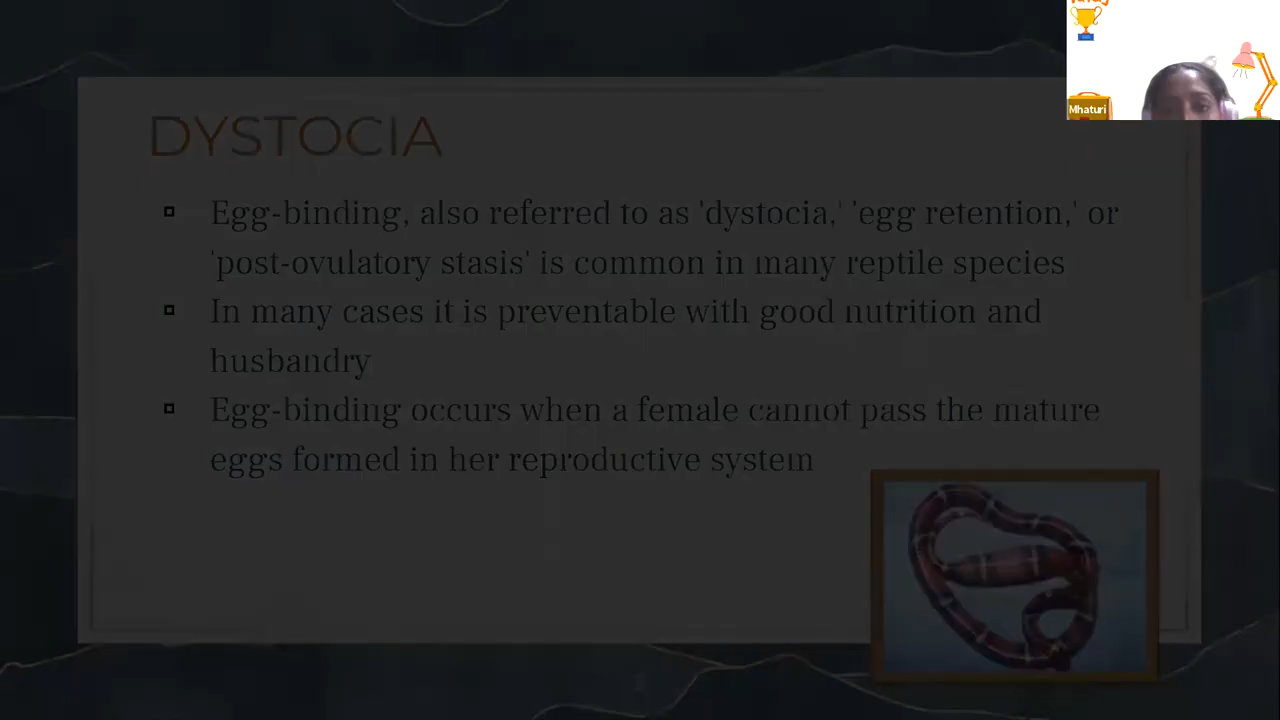 DYSTOCIA
Egg-binding, also referred to as 'dystocia,' 'egg retention,' or
'post-ovulatory stasis' is common in many reptile species
In many cases it is preventable with good nutrition and
husbandry
Egg-binding occurs when a female cannot pass the mature
eggs formed in her reproductive system
Mhaturi